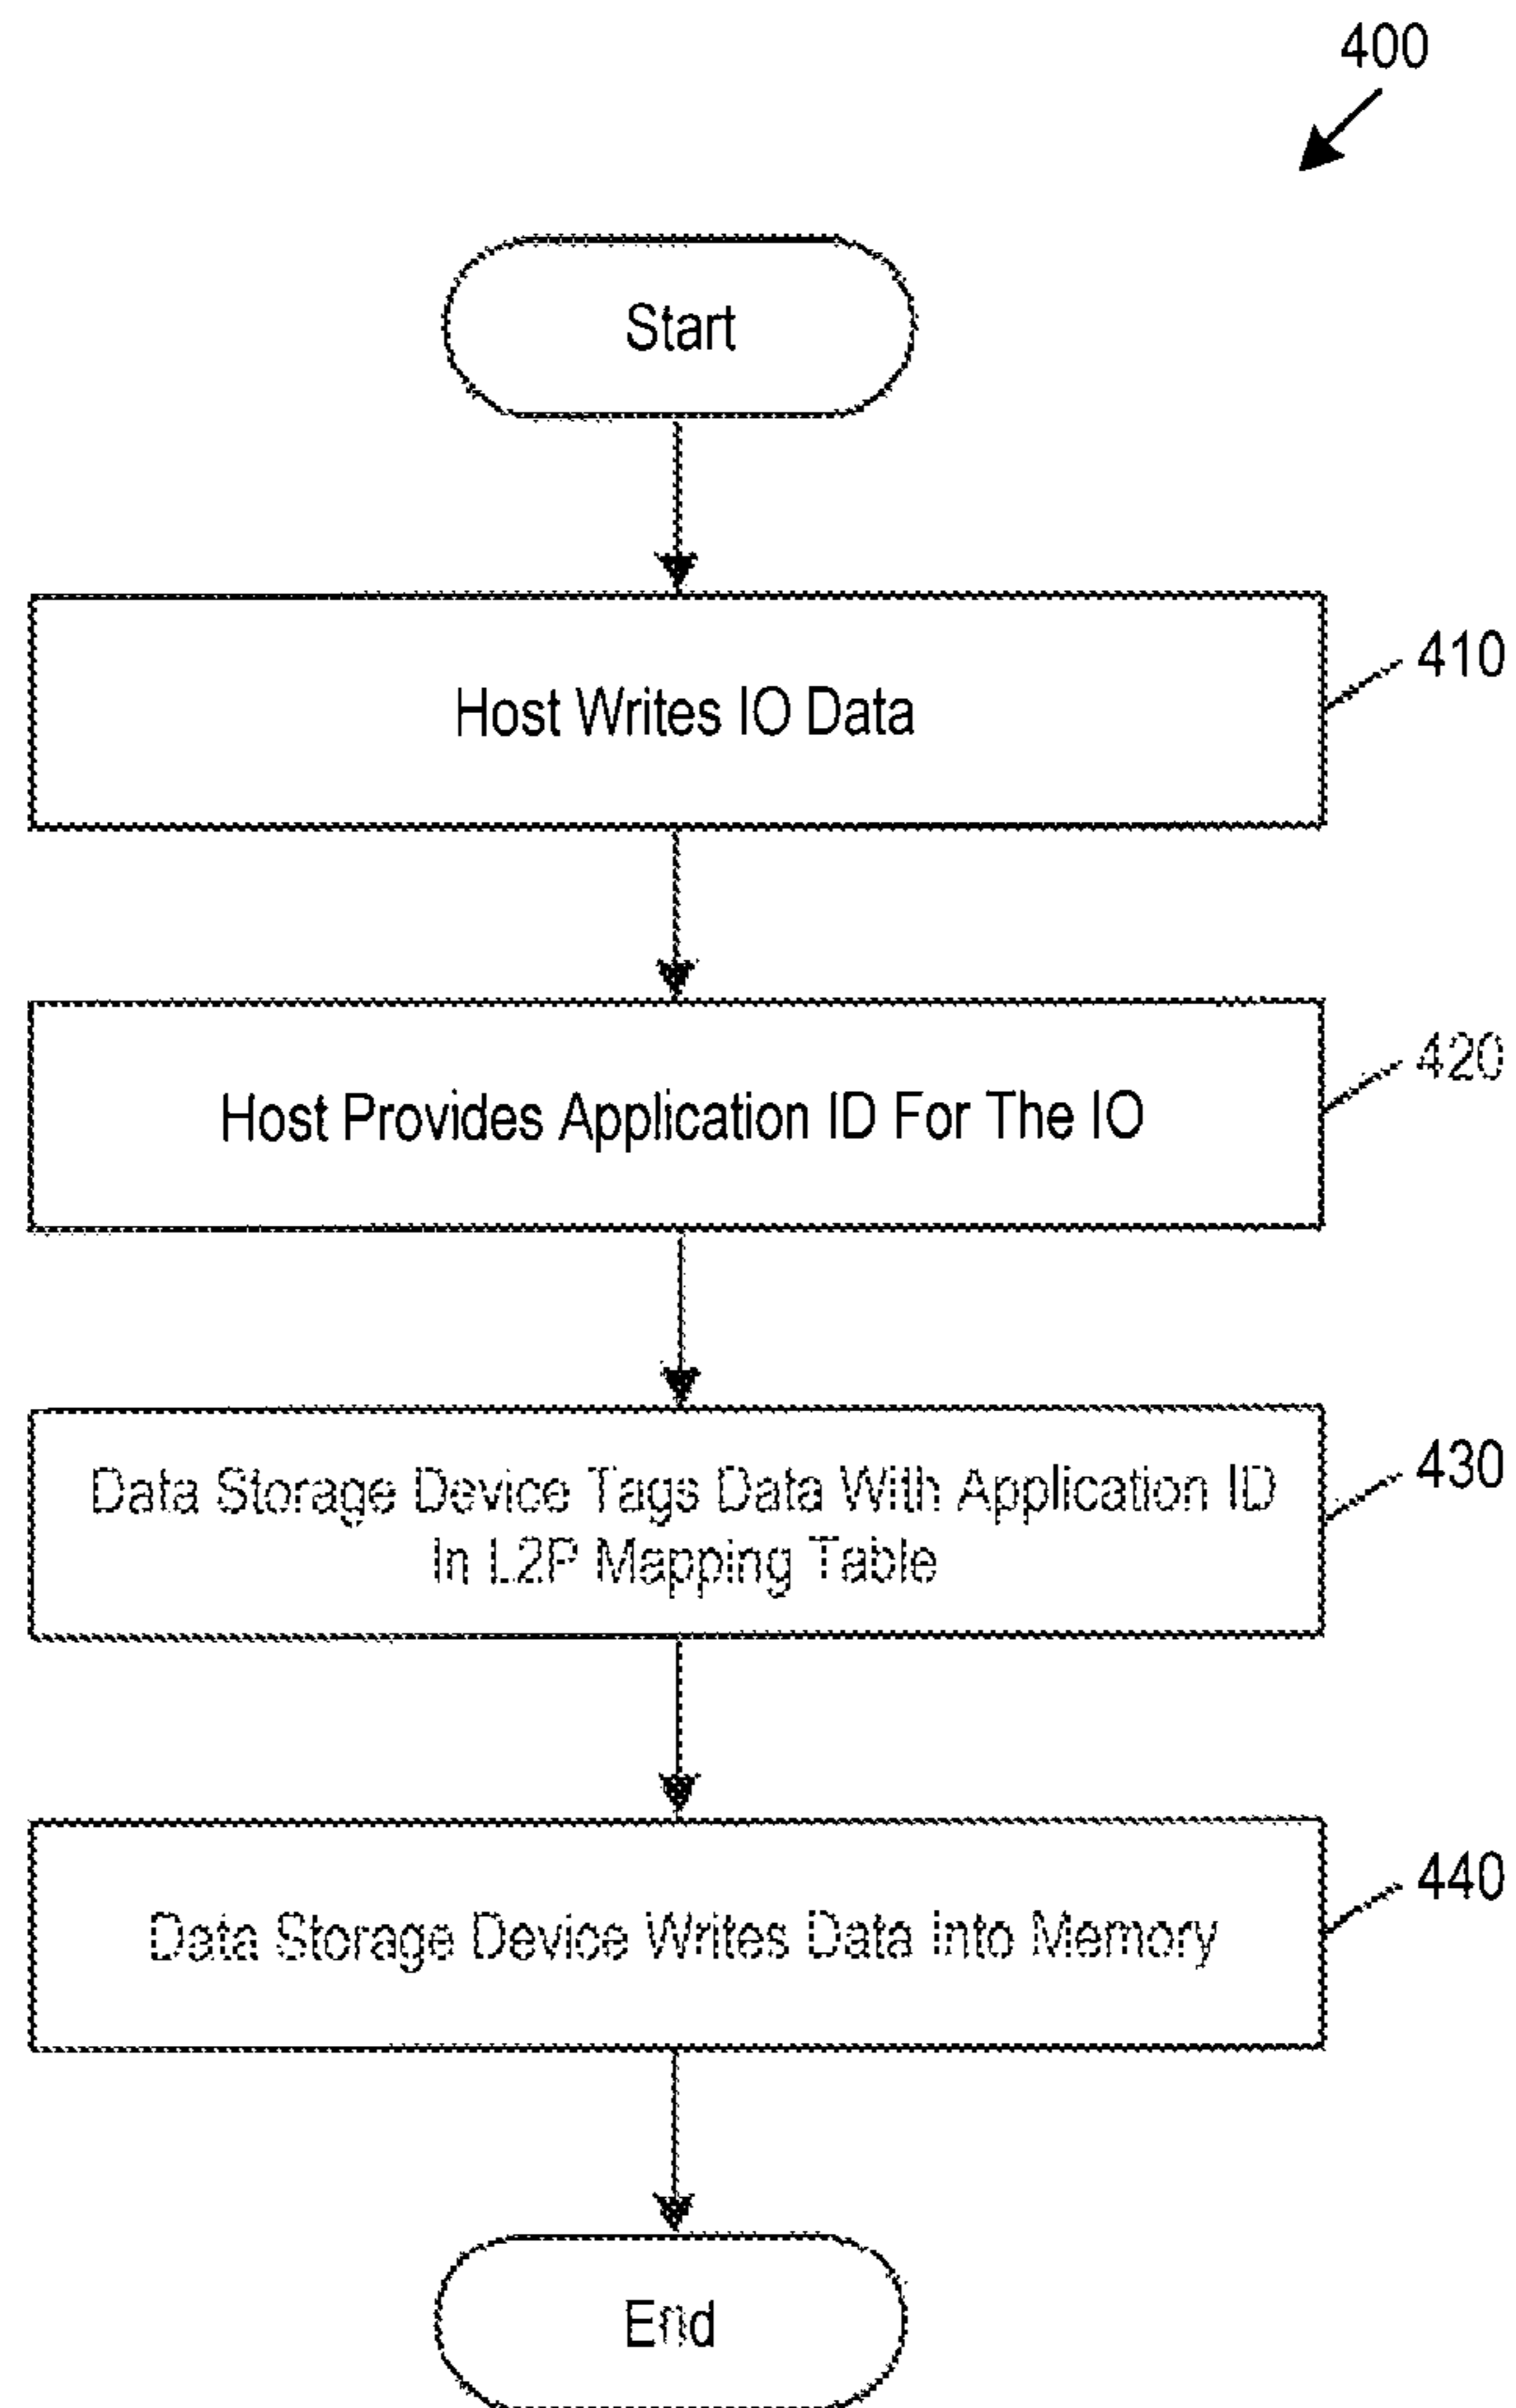 400
Start
Host Writes IO Data
410
Host Provides Application ID For The IO
420
Data Storage Device Tags Data With Application ID
In L2P Mapping Table
430
Data Storage Device Writes Data Into Memory
440
End